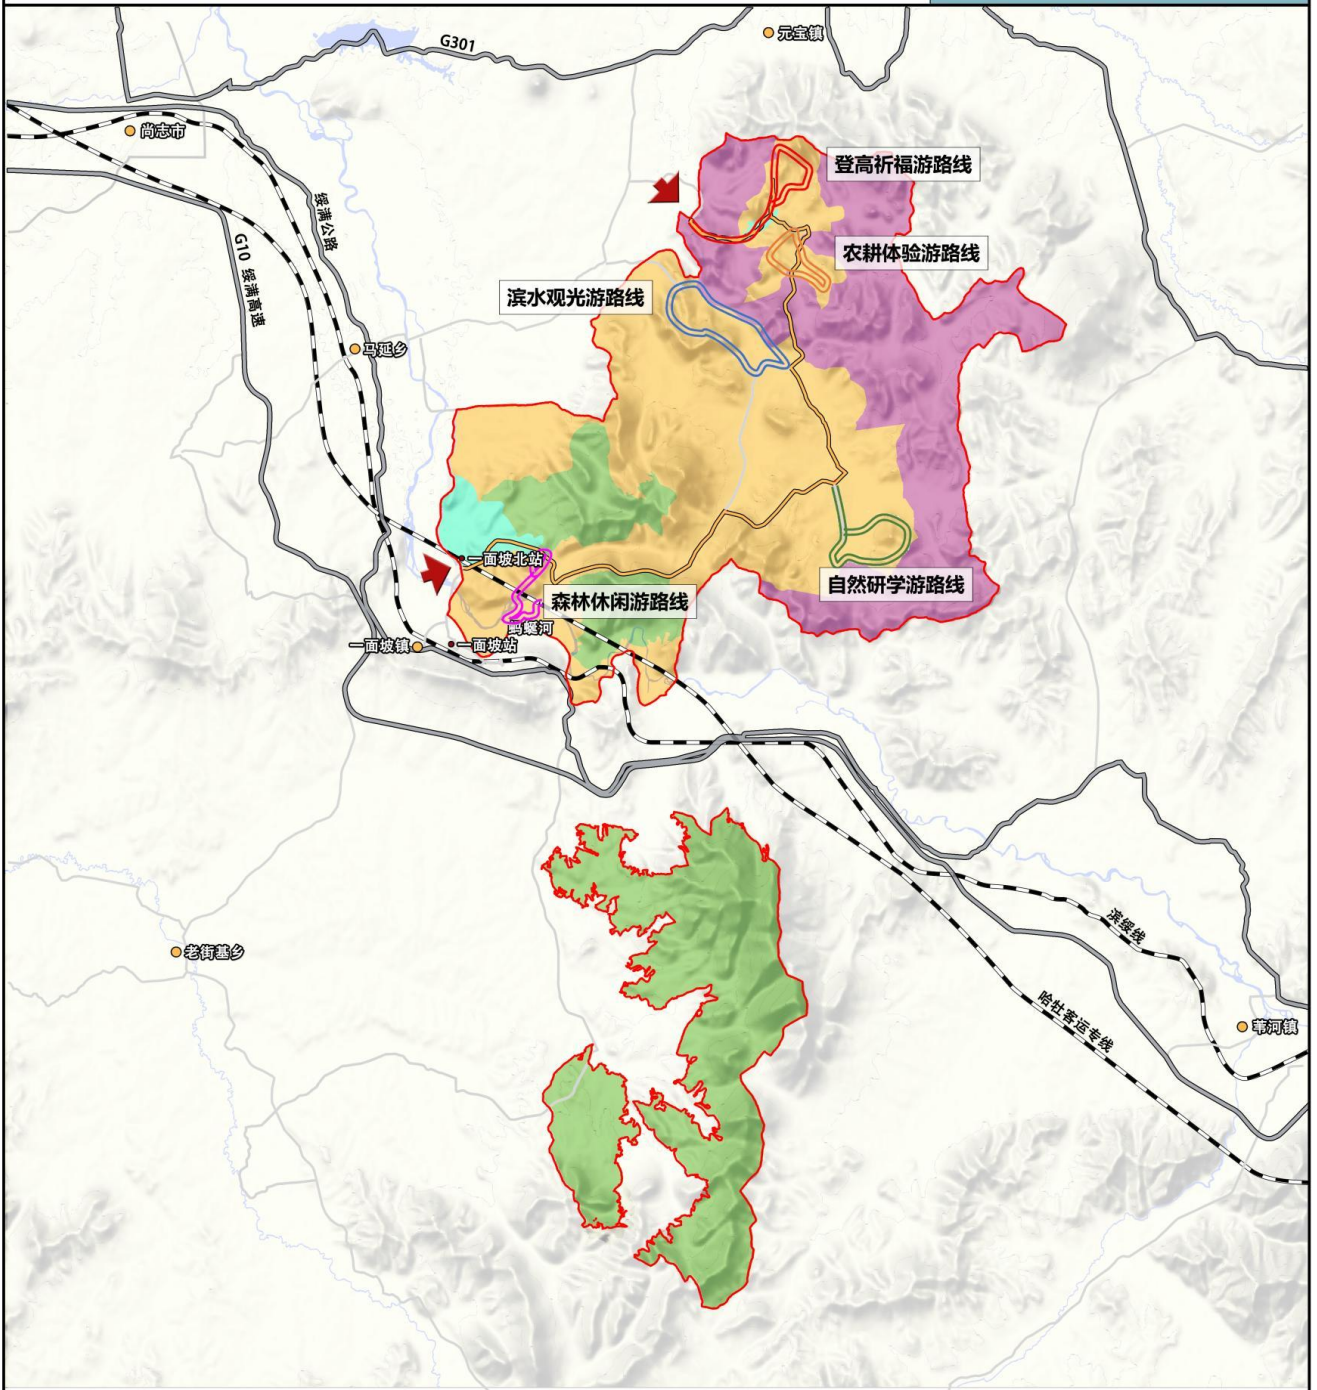 元宝镇
G301
尚志市
登高祈福游路线
绥满公路
农耕体验游路线
G10 绥满高速
滨水观光游路线
马延乡
一面坡北站
自然研学游路线
森林休闲游路线
蚂蜒河
一面坡镇
一面坡站
滨绥线
老街基乡
哈牡客运专线
苇河镇